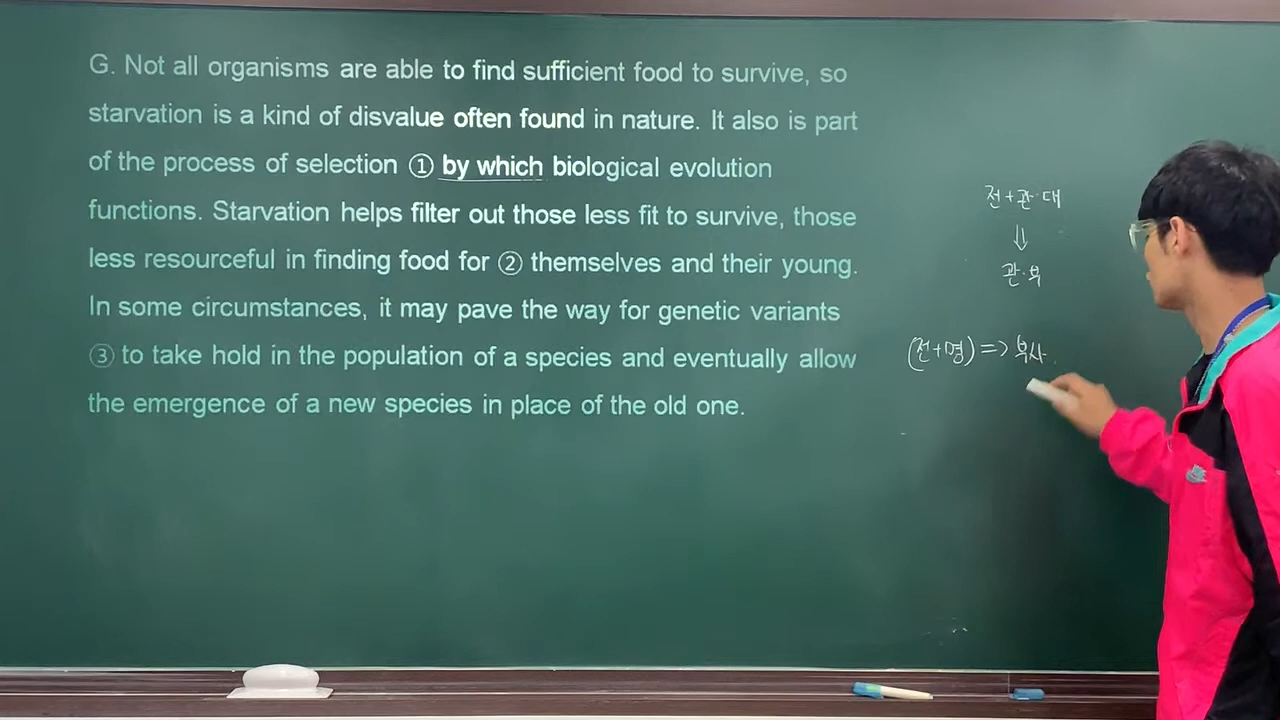 G. Not all organisms are able to find sufficient food to survive, so
starvation is a kind of disvalue often found in nature. It also is part
of the process of selection ① by which biological evolution
functions. Starvation helps filter out those less fit to survive, those
less resourceful in finding food for ② themselves and their young.
In some circumstances, it may pave the way for genetic variants
③ to take hold in the population of a species and eventually allow
the emergence of a new species in place of the old one.
전+관·대
⇓
관·부
(전+명) => 부사